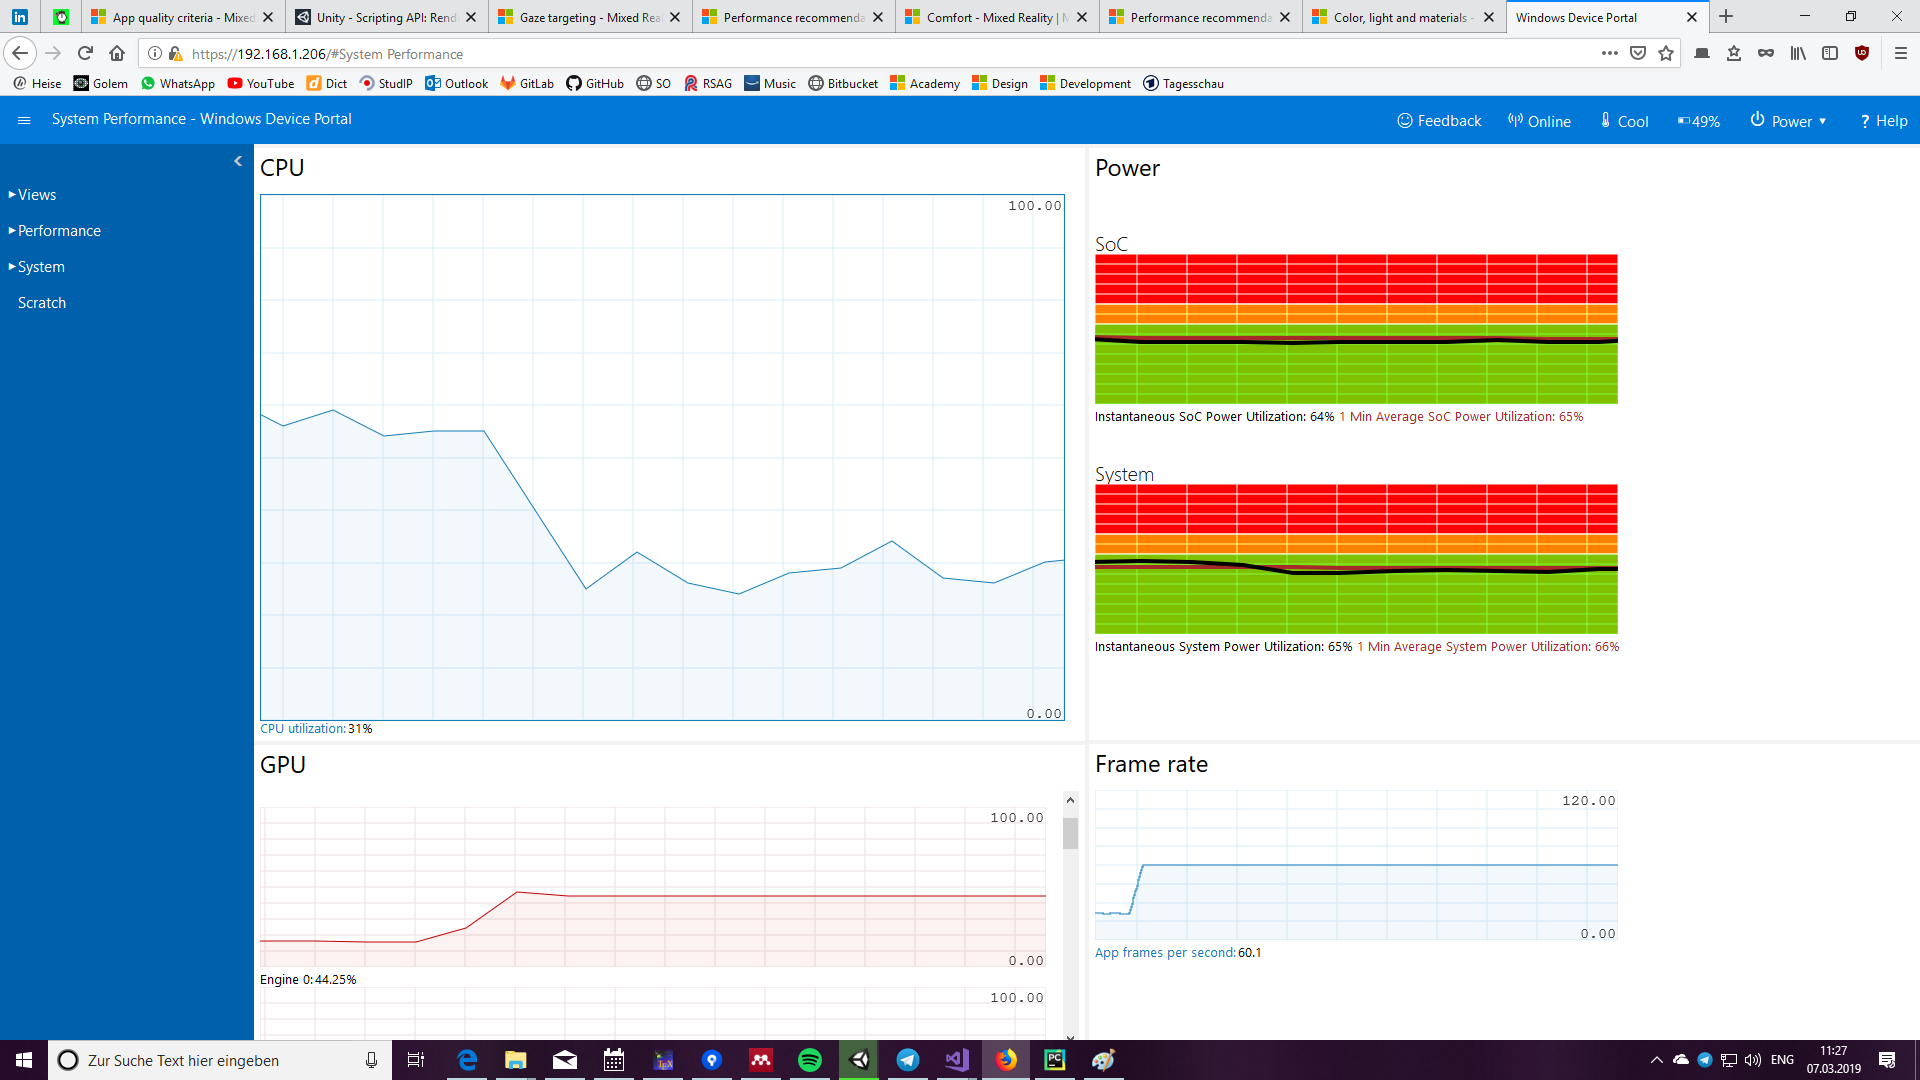 App quality criteria - Mixed
Unity - Scripting API: Rend
Gaze targeting - Mixed Rea
Performance recommenda
Comfort - Mixed Reality | M
Performance recommenda
Color, light and materials -
Windows Device Portal
https://192.168.1.206/#System Performance
Heise
Golem
WhatsApp
YouTube
Dict
StudIP
Outlook
GitLab
GitHub
SO
RSAG
Music
Bitbucket
Academy
Design
Development
Tagesschau
System Performance - Windows Device Portal
Feedback
Online
Cool
49%
Power
? Help
Views
Performance
System
Scratch
CPU
100.00
0.00
CPU utilization: 31%
Power
SoC
Instantaneous SoC Power Utilization: 64% 1 Min Average SoC Power Utilization: 65%
System
Instantaneous System Power Utilization: 65% 1 Min Average System Power Utilization: 66%
GPU
100.00
0.00
Engine 0: 44.25%
100.00
Frame rate
120.00
0.00
App frames per second: 60.1
Zur Suche Text hier eingeben
ENG
11:27
07.03.2019